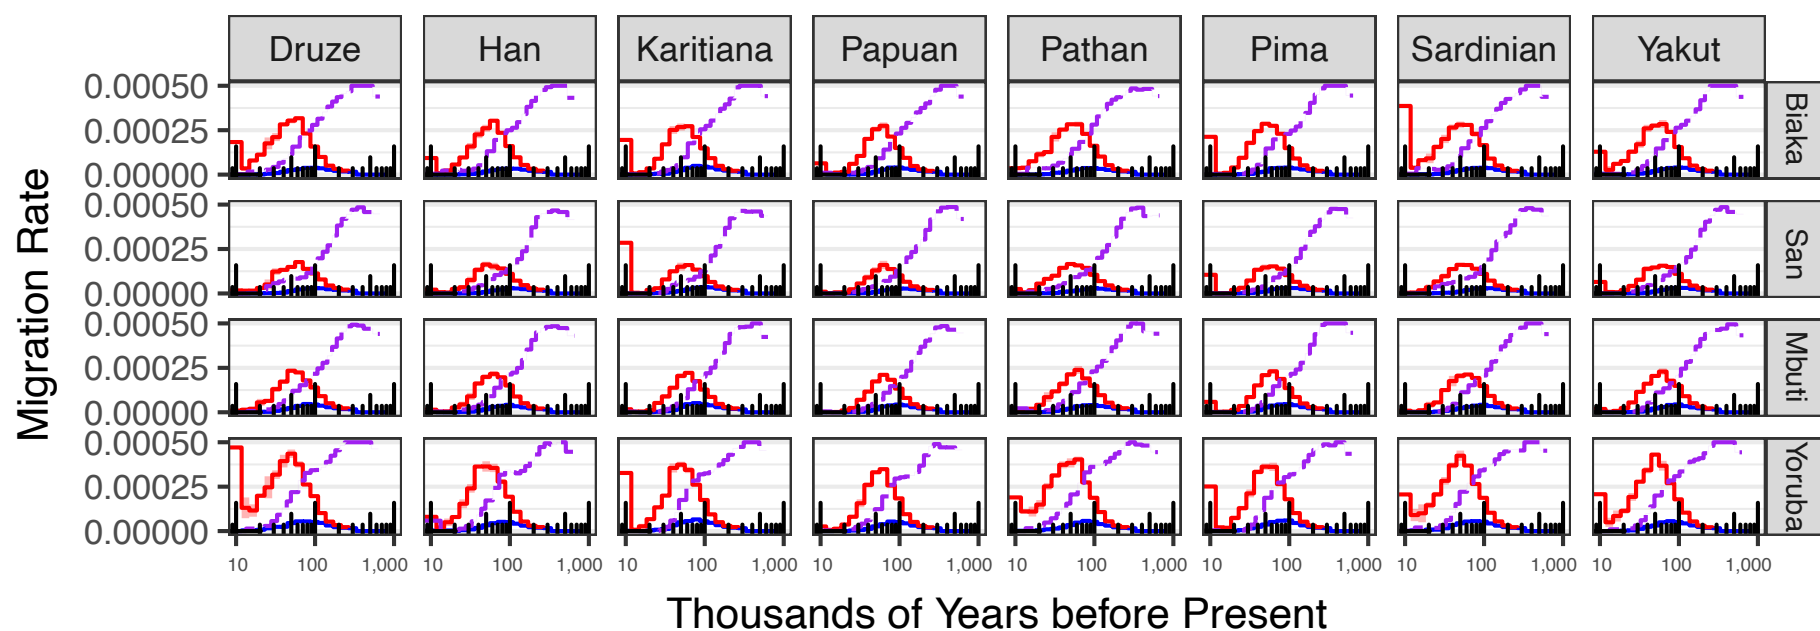 Druze Han Karitiana Papuan Pathan Pima Sardinian Yakut
Migration Rate
0.00050
0.00025
0.00000
Biaka
0.00050
0.00025
0.00000
San
0.00050
0.00025
0.00000
Mbuti
0.00050
0.00025
0.00000
Yoruba
10 100 1,000 10 100 1,000 10 100 1,000 10 100 1,000 10 100 1,000 10 100 1,000 10 100 1,000 10 100 1,000
Thousands of Years before Present